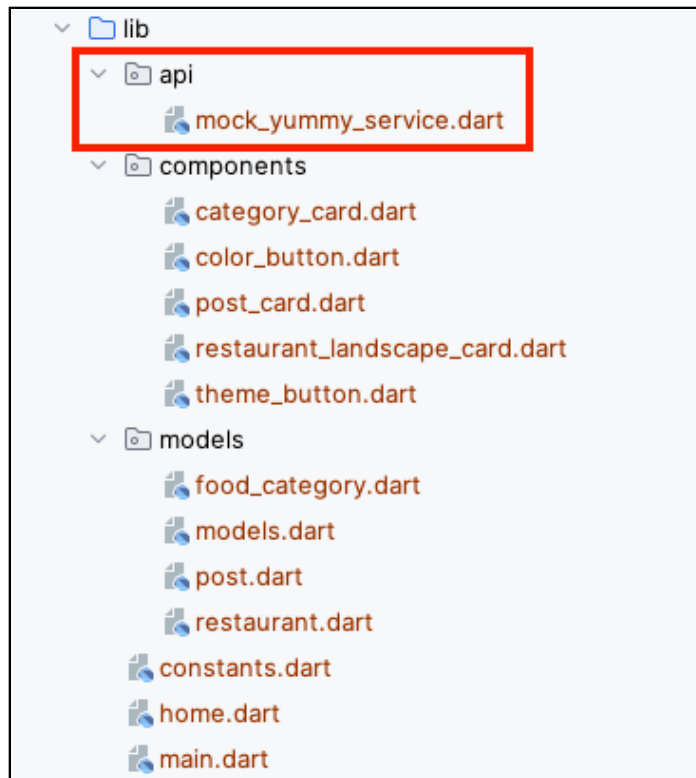 lib
api
mock_yummy_service.dart
components
category_card.dart
color_button.dart
post_card.dart
restaurant_landscape_card.dart
theme_button.dart
models
food_category.dart
models.dart
post.dart
restaurant.dart
constants.dart
home.dart
main.dart